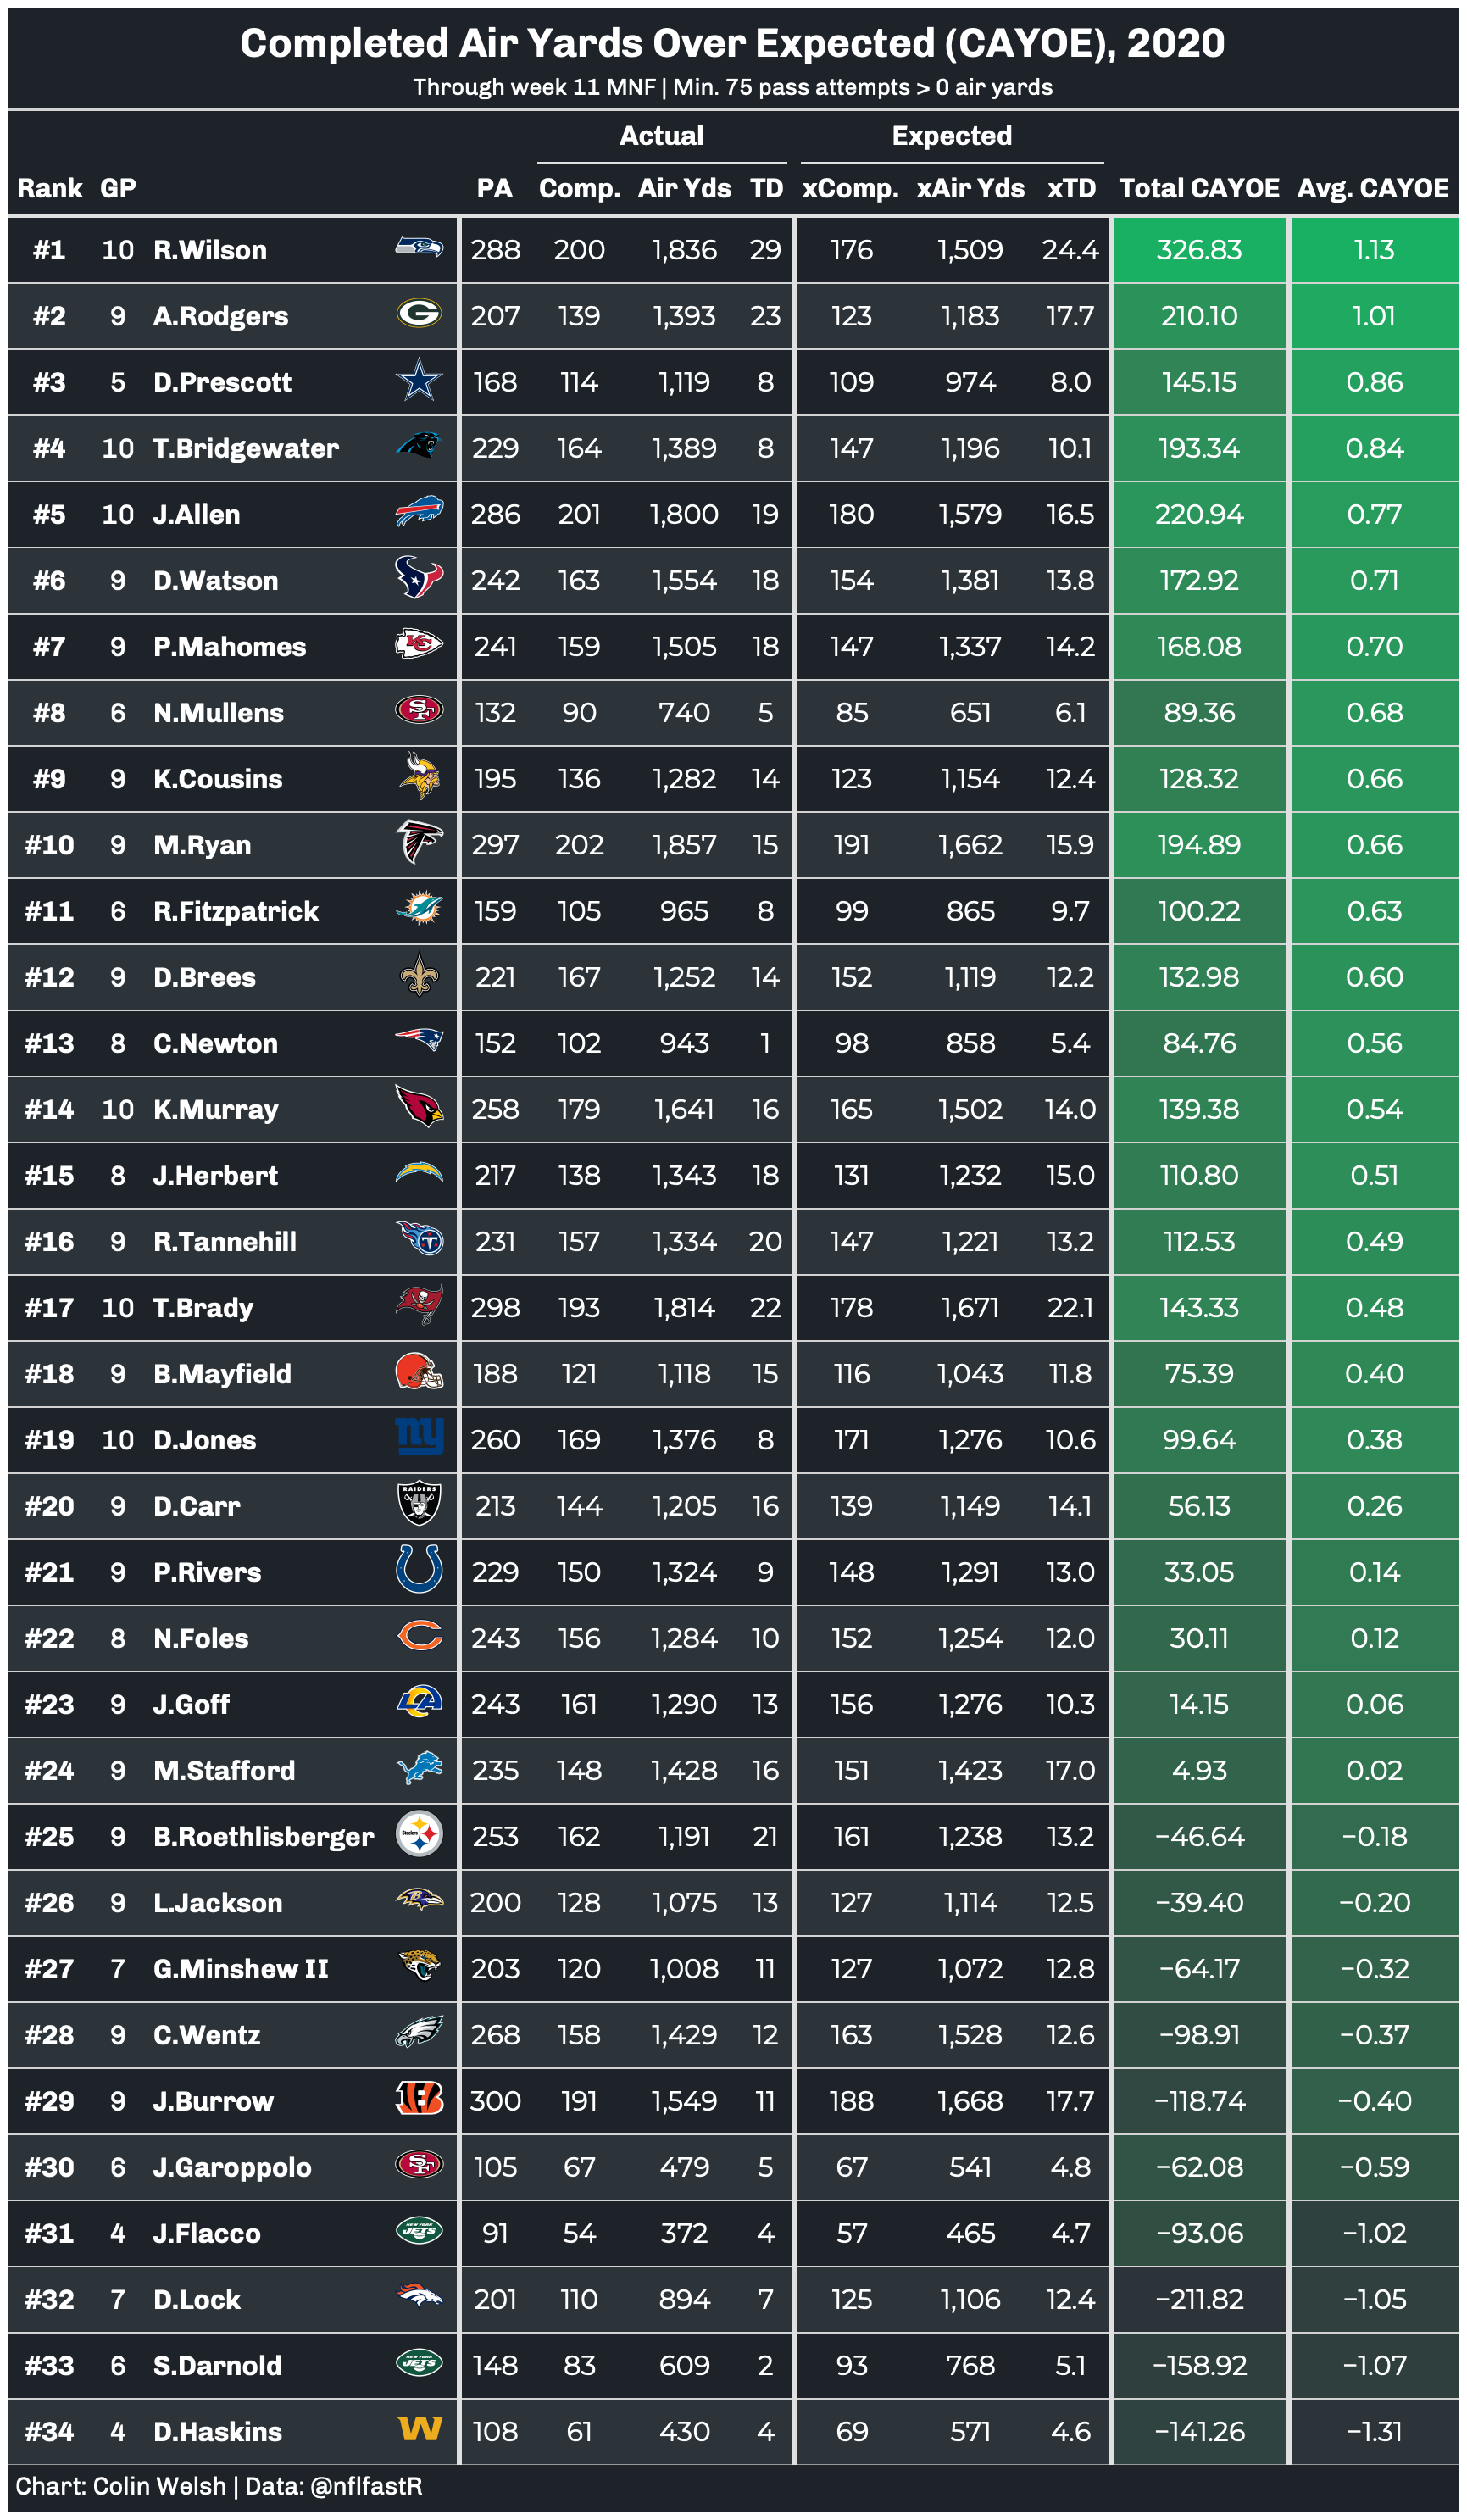 Completed Air Yards Over Expected (CAYOE), 2020
Through week 11 MNF | Min. 75 pass attempts > 0 air yards
Actual Expected
Rank GP PA Comp. Air Yds TD xComp. xAir Yds xTD Total CAYOE Avg. CAYOE
#1 10 R.Wilson 288 200 1,836 29 176 1,509 24.4 326.83 1.13
#2 9 A.Rodgers 207 139 1,393 23 123 1,183 17.7 210.10 1.01
#3 5 D.Prescott 168 114 1,119 8 109 974 8.0 145.15 0.86
#4 10 T.Bridgewater 229 164 1,389 8 147 1,196 10.1 193.34 0.84
#5 10 J.Allen 286 201 1,800 19 180 1,579 16.5 220.94 0.77
#6 9 D.Watson 242 163 1,554 18 154 1,381 13.8 172.92 0.71
#7 9 P.Mahomes 241 159 1,505 18 147 1,337 14.2 168.08 0.70
#8 6 N.Mullens 132 90 740 5 85 651 6.1 89.36 0.68
#9 9 K.Cousins 195 136 1,282 14 123 1,154 12.4 128.32 0.66
#10 9 M.Ryan 297 202 1,857 15 191 1,662 15.9 194.89 0.66
#11 6 R.Fitzpatrick 159 105 965 8 99 865 9.7 100.22 0.63
#12 9 D.Brees 221 167 1,252 14 152 1,119 12.2 132.98 0.60
#13 8 C.Newton 152 102 943 1 98 858 5.4 84.76 0.56
#14 10 K.Murray 258 179 1,641 16 165 1,502 14.0 139.38 0.54
#15 8 J.Herbert 217 138 1,343 18 131 1,232 15.0 110.80 0.51
#16 9 R.Tannehill 231 157 1,334 20 147 1,221 13.2 112.53 0.49
#17 10 T.Brady 298 193 1,814 22 178 1,671 22.1 143.33 0.48
#18 9 B.Mayfield 188 121 1,118 15 116 1,043 11.8 75.39 0.40
#19 10 D.Jones ny 260 169 1,376 8 171 1,276 10.6 99.64 0.38
#20 9 D.Carr RAIDERS 213 144 1,205 16 139 1,149 14.1 56.13 0.26
#21 9 P.Rivers 229 150 1,324 9 148 1,291 13.0 33.05 0.14
#22 8 N.Foles 243 156 1,284 10 152 1,254 12.0 30.11 0.12
#23 9 J.Goff LA 243 161 1,290 13 156 1,276 10.3 14.15 0.06
#24 9 M.Stafford 235 148 1,428 16 151 1,423 17.0 4.93 0.02
#25 9 B.Roethlisberger Steelers 253 162 1,191 21 161 1,238 13.2 −46.64 −0.18
#26 9 L.Jackson 200 128 1,075 13 127 1,114 12.5 −39.40 −0.20
#27 7 G.Minshew II 203 120 1,008 11 127 1,072 12.8 −64.17 −0.32
#28 9 C.Wentz 268 158 1,429 12 163 1,528 12.6 −98.91 −0.37
#29 9 J.Burrow B 300 191 1,549 11 188 1,668 17.7 −118.74 −0.40
#30 6 J.Garoppolo SF 105 67 479 5 67 541 4.8 −62.08 −0.59
#31 4 J.Flacco NEW YORK JETS 91 54 372 4 57 465 4.7 −93.06 −1.02
#32 7 D.Lock 201 110 894 7 125 1,106 12.4 −211.82 −1.05
#33 6 S.Darnold NEW YORK JETS 148 83 609 2 93 768 5.1 −158.92 −1.07
#34 4 D.Haskins W 108 61 430 4 69 571 4.6 −141.26 −1.31
Chart: Colin Welsh | Data: @nflfastR